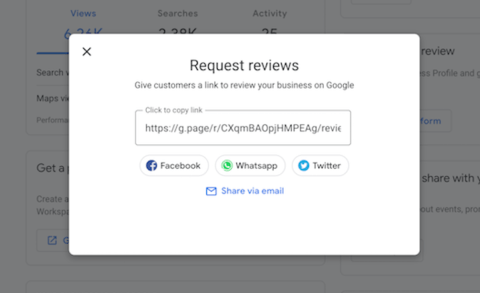 Views Searches Activity
6.26K 2.38K 25
Request reviews
Give customers a link to review your business on Google
Click to copy link
https://g.page/r/CXqmBAOpjHMPEAg/revie
Facebook Whatsapp Twitter
Share via email
Search
Maps
Performa
Get a
Create a
Workspa
G
review
ess Profile and g
form
share with y
out events, pro